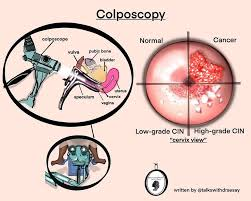 Colposcopy
colposcope
vulva
pubic bone
bladder
uterus
cervix
vagina
speculum
Normal
Cancer
Low-grade CIN
High-grade CIN
"cervix view"
written by @talkswithdrawsay